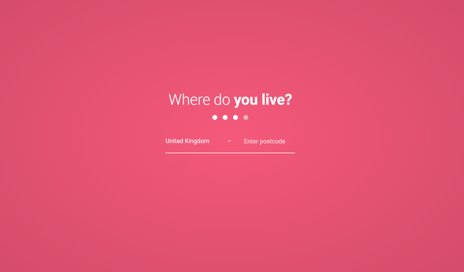 Where do you live?
United Kingdom Enter postcode